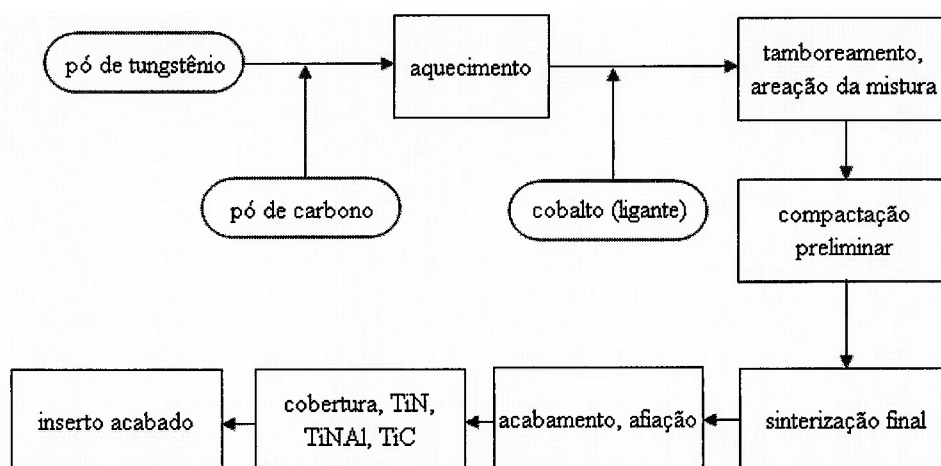 pó de tungstênio
aquecimento
tamboreamento,
areação da mistura
pó de carbono
cobalto (ligante)
compactação
preliminar
inserto acabado
cobertura, TiN,
TiNAl, TiC
acabamento, afiação
sinterização final